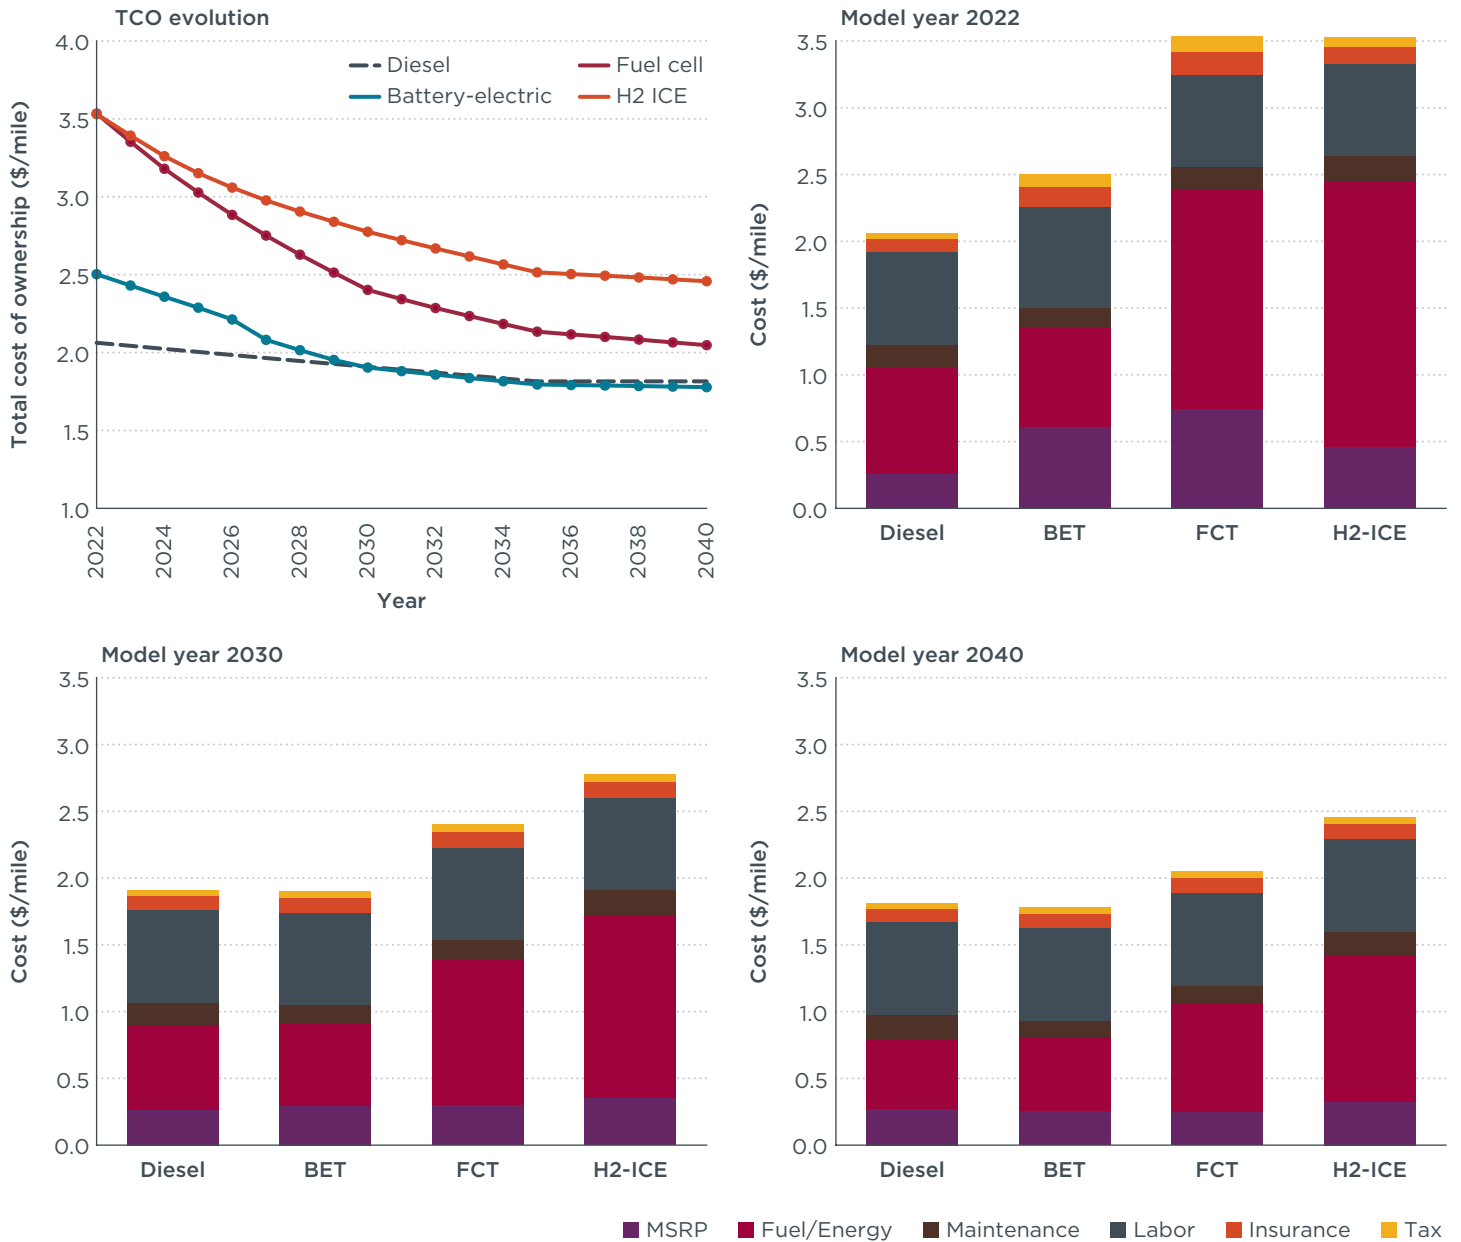 TCO evolution
4.0
3.5
3.0
2.5
2.0
1.5
1.0
Total cost of ownership ($/mile)
Diesel
Fuel cell
Battery-electric
H2 ICE
2022
2024
2026
2028
2030
2032
2034
2036
2038
2040
Year
Model year 2022
3.5
3.0
2.5
2.0
1.5
1.0
0.5
0.0
Cost ($/mile)
Diesel BET FCT H2-ICE
Model year 2030
3.5
3.0
2.5
2.0
1.5
1.0
0.5
0.0
Cost ($/mile)
Diesel BET FCT H2-ICE
Model year 2040
3.5
3.0
2.5
2.0
1.5
1.0
0.5
0.0
Cost ($/mile)
Diesel BET FCT H2-ICE
MSRP Fuel/Energy Maintenance Labor Insurance Tax